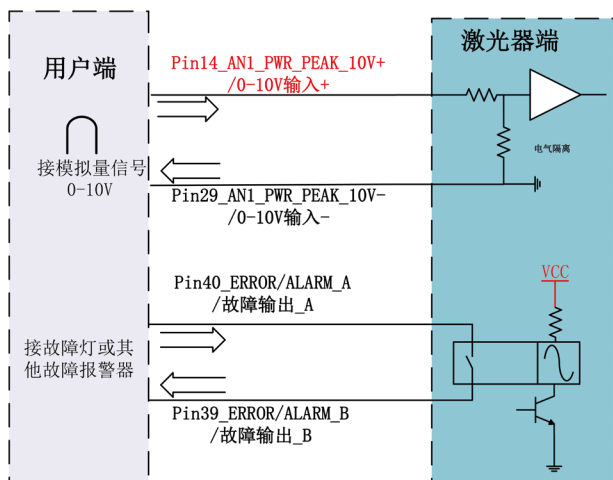 用户端
接模拟量信号
0-10V
Pin14_AN1_PWR_PEAK_10V+
/0-10V输入+
Pin29_AN1_PWR_PEAK_10V-
/0-10V输入-
激光器端
电气隔离
接故障灯或其
他故障报警器
Pin40_ERROR/ALARM_A
/故障输出_A
Pin39_ERROR/ALARM_B
/故障输出_B
VCC